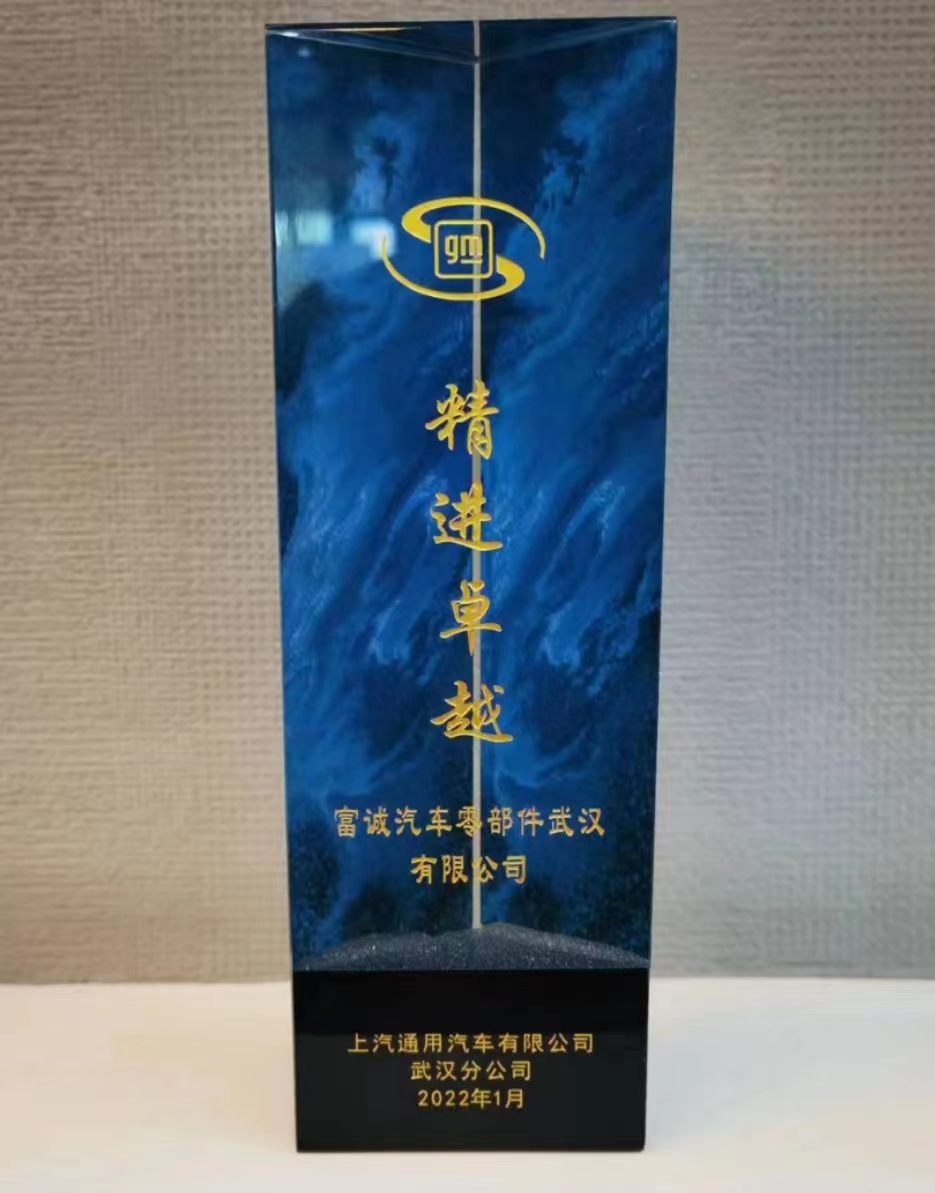 gm
精
进
卓
越
富诚汽车零部件武汉
有限公司
上汽通用汽车有限公司
武汉分公司
2022年1月